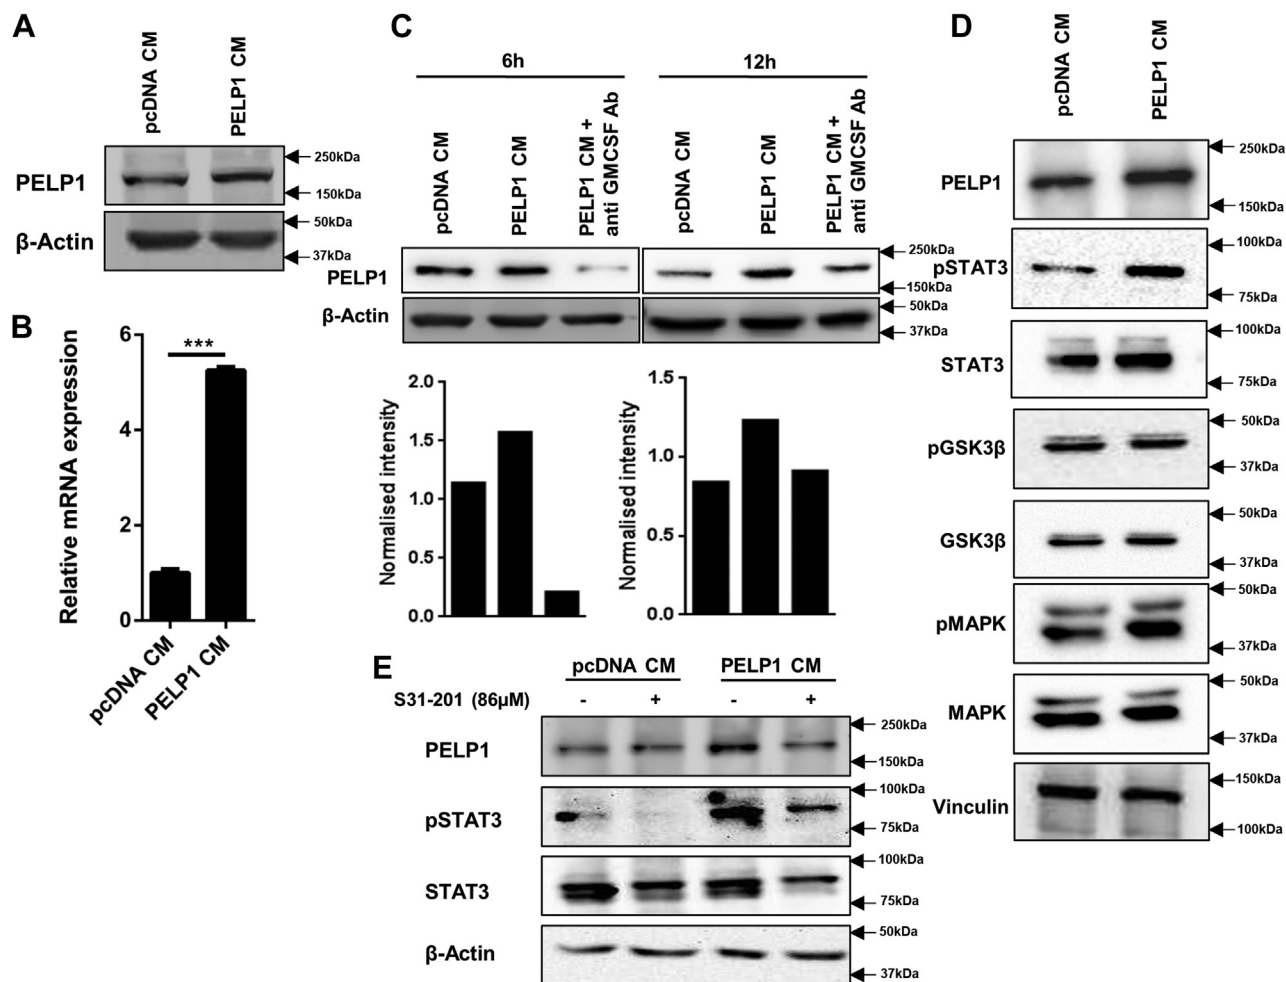 A
pcDNA CM
PELP1 CM
PELP1
250kDa
150kDa
β-Actin
50kDa
37kDa
B
Relative mRNA expression
6
4
2
0
***
pcDNA CM
PELP1 CM
C
6h
12h
pcDNA CM
PELP1 CM
PELP1 CM +
anti GMCSF Ab
pcDNA CM
PELP1 CM
PELP1 CM +
anti GMCSF Ab
PELP1
250kDa
150kDa
β-Actin
50kDa
37kDa
Normalised intensity
2.0
1.5
1.0
0.5
0.0
Normalised intensity
1.5
1.0
0.5
0.0
D
pcDNA CM
PELP1 CM
PELP1
250kDa
150kDa
pSTAT3
100kDa
75kDa
STAT3
100kDa
75kDa
pGSK3β
50kDa
37kDa
GSK3β
50kDa
37kDa
pMAPK
50kDa
37kDa
MAPK
50kDa
37kDa
Vinculin
150kDa
100kDa
E
pcDNA CM PELP1 CM
S31-201 (86μM) - + - +
PELP1
250kDa
150kDa
pSTAT3
100kDa
75kDa
STAT3
100kDa
75kDa
β-Actin
50kDa
37kDa